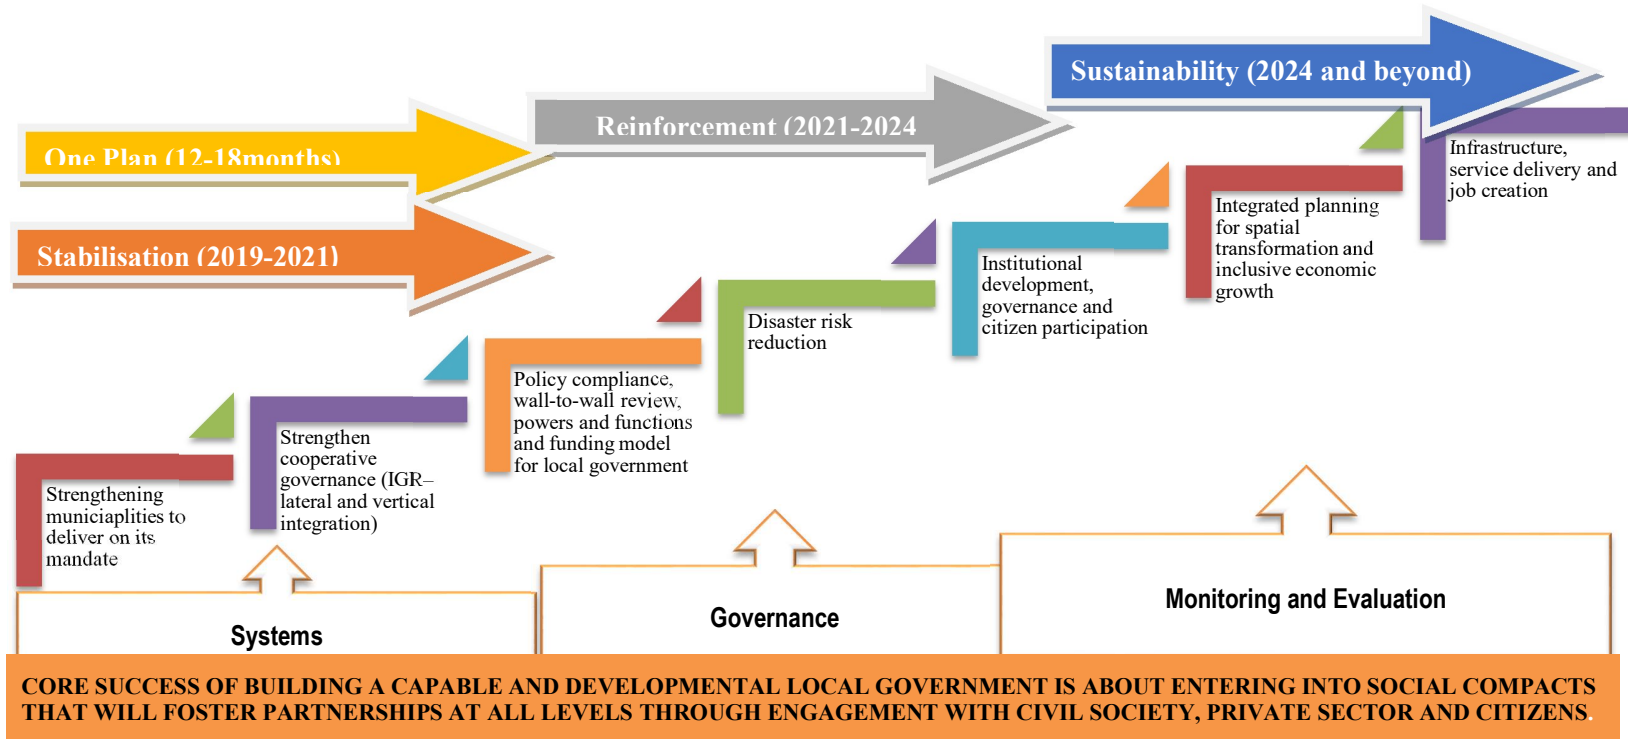 Sustainability (2024 and beyond)
Reinforcement (2021-2024
One Plan (12-18months)
Stabilisation (2019-2021)
Infrastructure,
service delivery and
job creation
Integrated planning
for spatial
transformation and
inclusive economic
growth
Institutional
development,
governance and
citizen participation
Disaster risk
reduction
Policy compliance,
wall-to-wall review,
powers and functions
and funding model
for local government
Strengthen
cooperative
governance (IGR–
lateral and vertical
integration)
Strengthening
municiaplities to
deliver on its
mandate
Systems
Governance
Monitoring and Evaluation
CORE SUCCESS OF BUILDING A CAPABLE AND DEVELOPMENTAL LOCAL GOVERNMENT IS ABOUT ENTERING INTO SOCIAL COMPACTS
THAT WILL FOSTER PARTNERSHIPS AT ALL LEVELS THROUGH ENGAGEMENT WITH CIVIL SOCIETY, PRIVATE SECTOR AND CITIZENS.